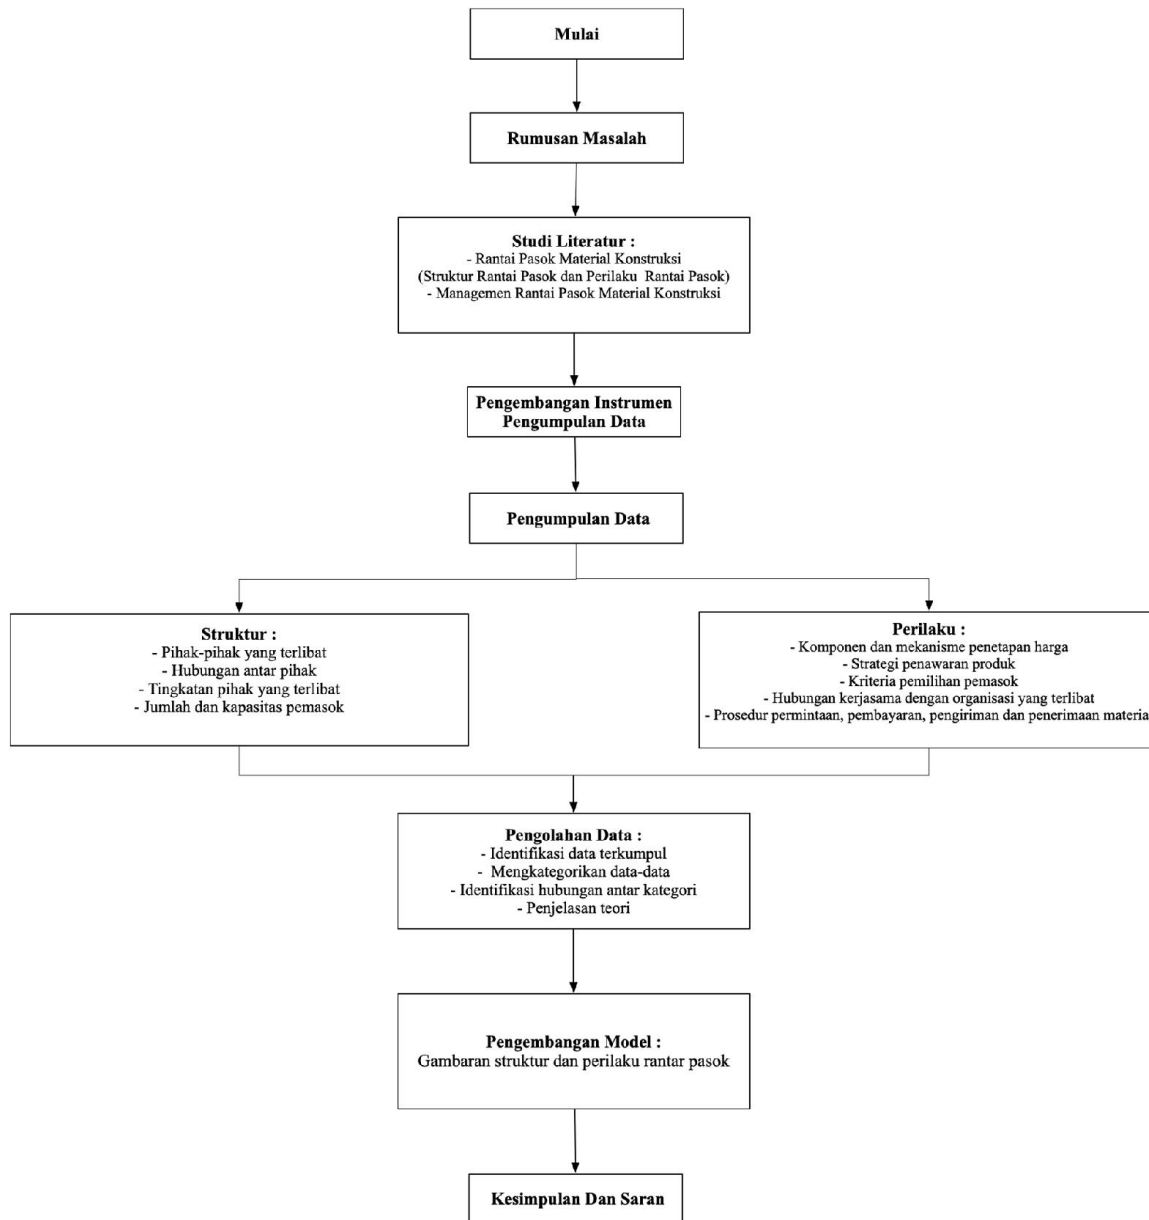 Mulai
Rumusan Masalah
Studi Literatur :
- Rantai Pasok Material Konstruksi
(Struktur Rantai Pasok dan Perilaku Rantai Pasok)
- Managemen Rantai Pasok Material Konstruksi
Pengembangan Instrumen
Pengumpulan Data
Pengumpulan Data
Struktur :
- Pihak-pihak yang terlibat
- Hubungan antar pihak
- Tingkatan pihak yang terlibat
- Jumlah dan kapasitas pemasok
Perilaku :
- Komponen dan mekanisme penetapan harga
- Strategi penawaran produk
- Kriteria pemilihan pemasok
- Hubungan kerjasama dengan organisasi yang terlibat
- Prosedur permintaan, pembayaran, pengiriman dan penerimaan materia
Pengolahan Data :
- Identifikasi data terkumpul
- Mengkategorikan data-data
- Identifikasi hubungan antar kategori
- Penjelasan teori
Pengembangan Model :
Gambaran struktur dan perilaku rantar pasok
Kesimpulan Dan Saran